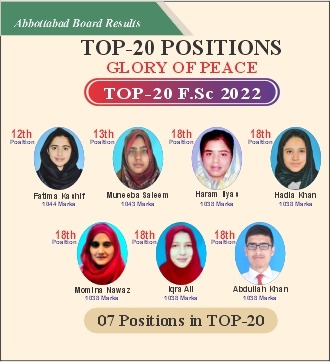 Abbottabad Board Results
TOP-20 POSITIONS
GLORY OF PEACE
TOP-20 F.Sc 2022
12th Position
13th Position
18th Position
18th Position
Fatima Kashif
Muneeba Saleem
Haram Ilyas
Hadia Khan
1044 Marks
1043 Marks
1038 Marks
1038 Marks
18th Position
18th Position
18th Position
Momina Nawaz
Iqra Ali
Abdullah Khan
1038 Marks
1038 Marks
1038 Marks
07 Positions in TOP-20